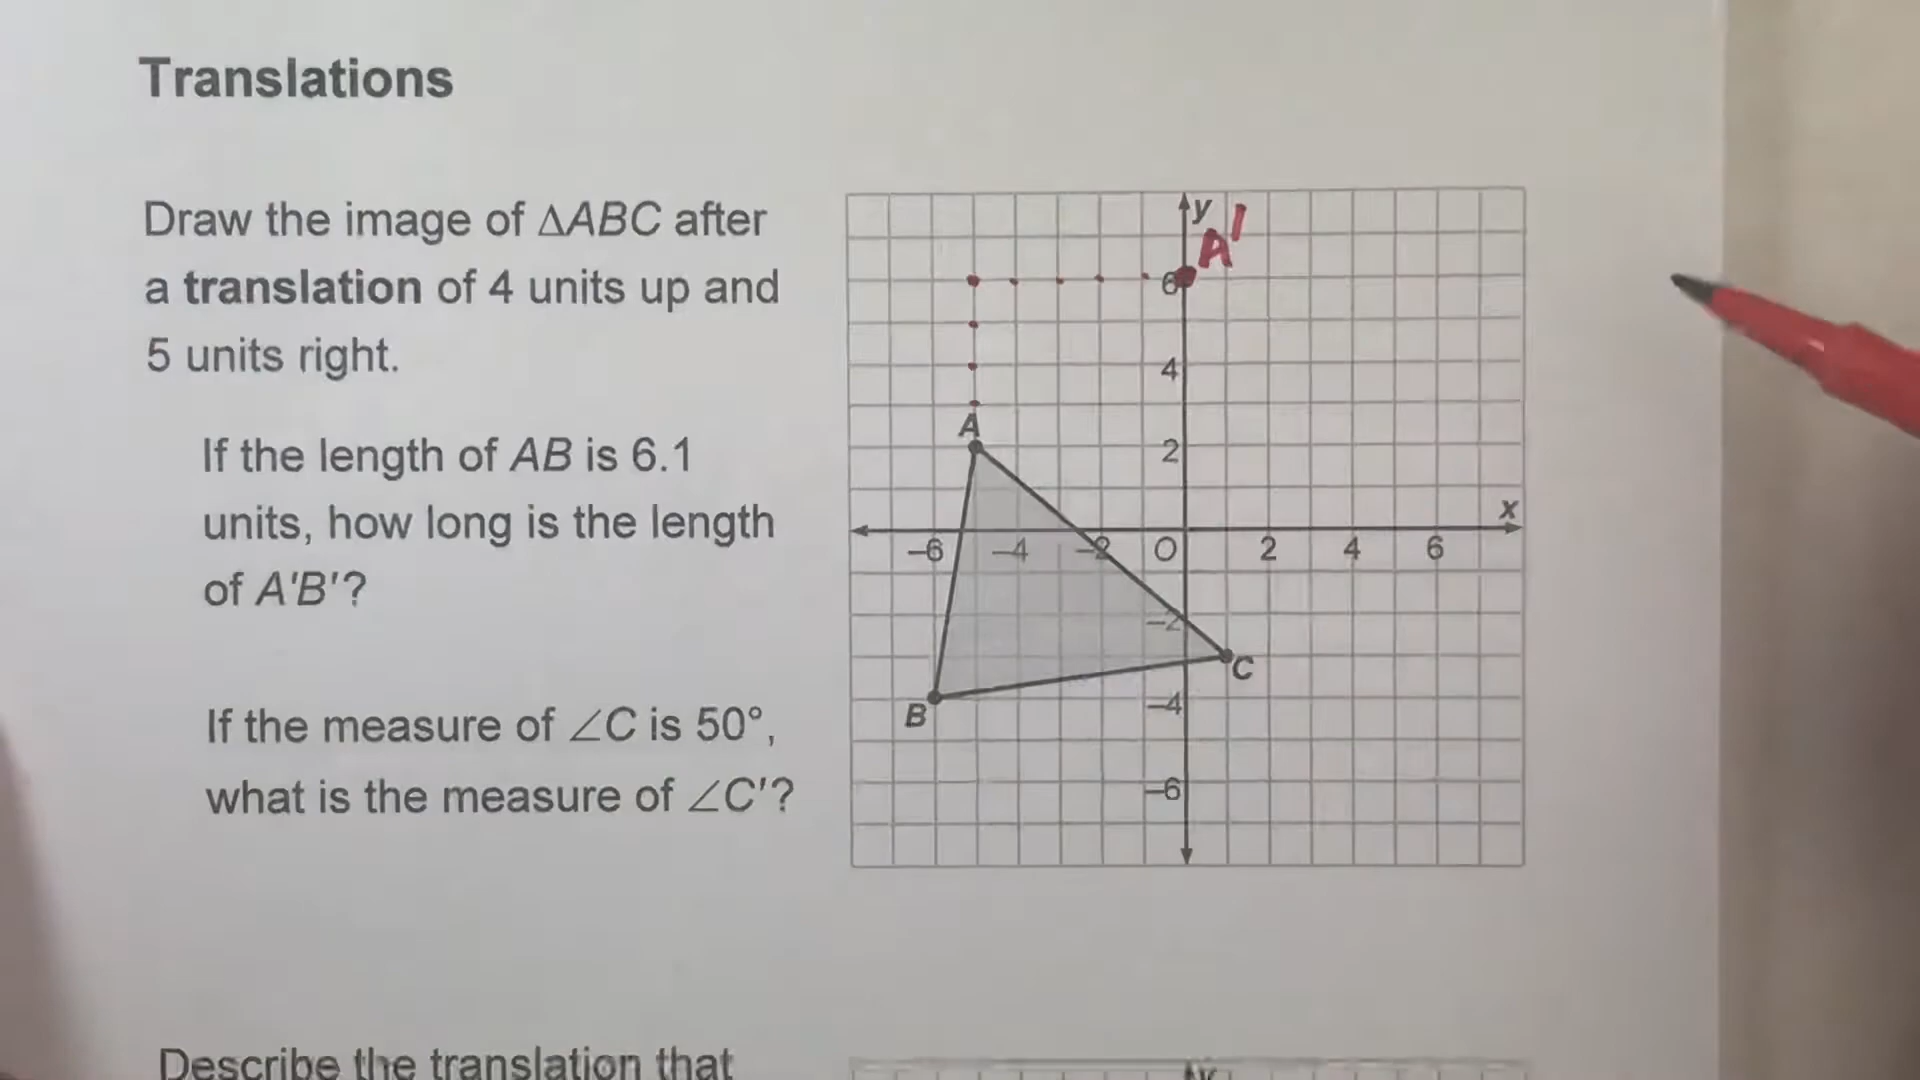 Translations
Draw the image of ΔABC after
a translation of 4 units up and
5 units right.
If the length of AB is 6.1
units, how long is the length
of A'B'?
If the measure of ∠C is 50°,
what is the measure of ∠C'?
Describe the translation that
y
A'
6
4
A
2
x
–6 –4 –2 O 2 4 6
–2
C
–4
B
–6
y